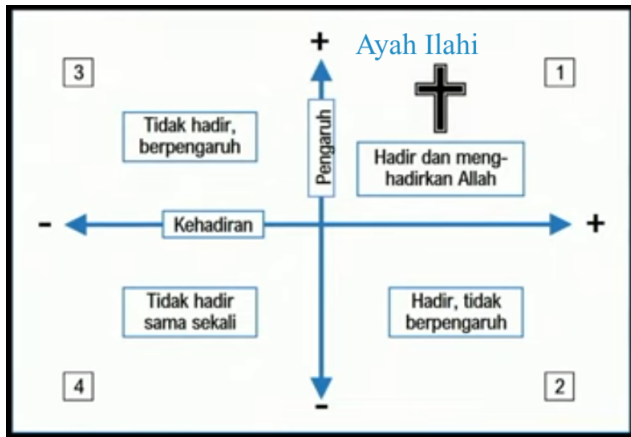 + Ayah Ilahi
3
1
Tidak hadir,
berpengaruh
Pengaruh
Hadir dan meng-
hadirkan Allah
- Kehadiran +
Tidak hadir
sama sekali
Hadir, tidak
berpengaruh
4
2
-